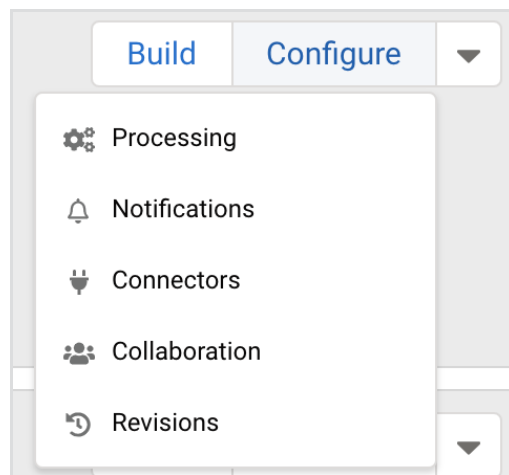 Build Configure
Processing
Notifications
Connectors
Collaboration
Revisions